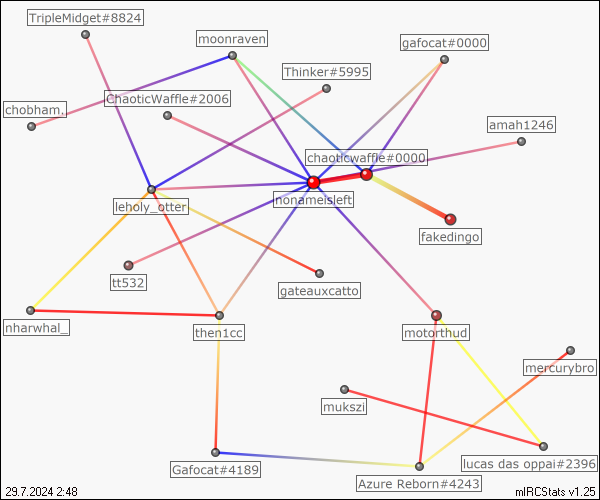 TripleMidget#8824
moonraven
gafocat#0000
Thinker#5995
ChaoticWaffle#2006
chobham.
amah1246
chaoticwaffle#0000
nonameisleft
leholy_otter
fakedingo
tt532
gateauxcatto
nharwhal_
then1cc
motorthud
mercurybro
mukszi
Gafocat#4189
lucas das oppai#2396
Azure Reborn#4243
29.7.2024 2:48
mIRCStats v1.25